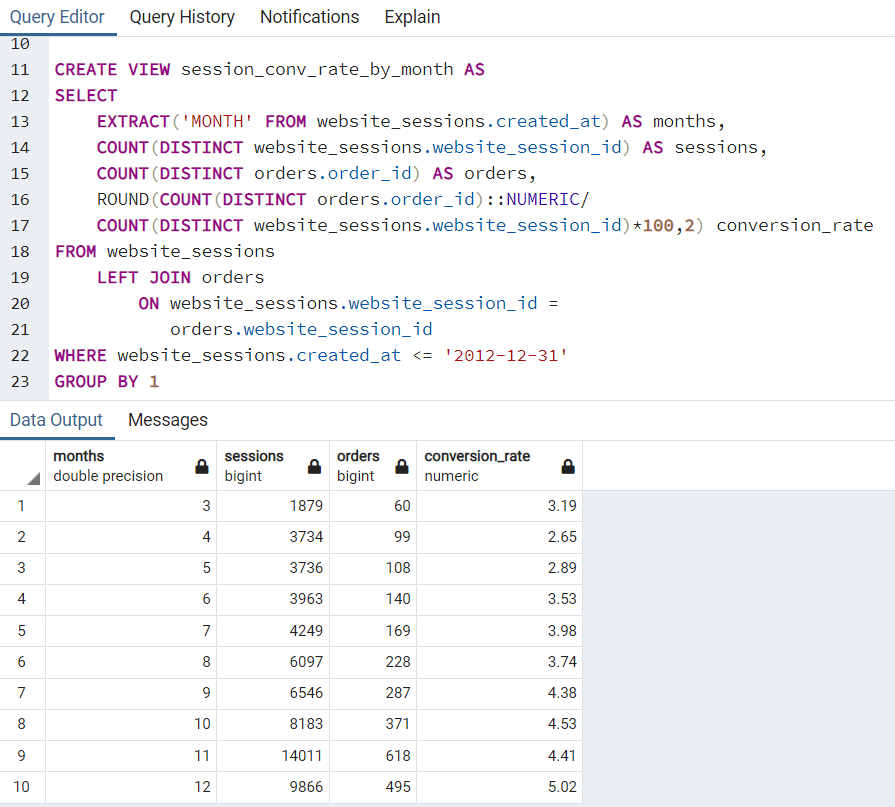 Query Editor Query History Notifications Explain
10
11 CREATE VIEW session_conv_rate_by_month AS
12 SELECT
13 EXTRACT('MONTH' FROM website_sessions.created_at) AS months,
14 COUNT(DISTINCT website_sessions.website_session_id) AS sessions,
15 COUNT(DISTINCT orders.order_id) AS orders,
16 ROUND(COUNT(DISTINCT orders.order_id)::NUMERIC/
17 COUNT(DISTINCT website_sessions.website_session_id)*100,2) conversion_rate
18 FROM website_sessions
19 LEFT JOIN orders
20 ON website_sessions.website_session_id =
21 orders.website_session_id
22 WHERE website_sessions.created_at <= '2012-12-31'
23 GROUP BY 1
Data Output Messages
months sessions orders conversion_rate
double precision bigint bigint numeric
1 3 1879 60 3.19
2 4 3734 99 2.65
3 5 3736 108 2.89
4 6 3963 140 3.53
5 7 4249 169 3.98
6 8 6097 228 3.74
7 9 6546 287 4.38
8 10 8183 371 4.53
9 11 14011 618 4.41
10 12 9866 495 5.02